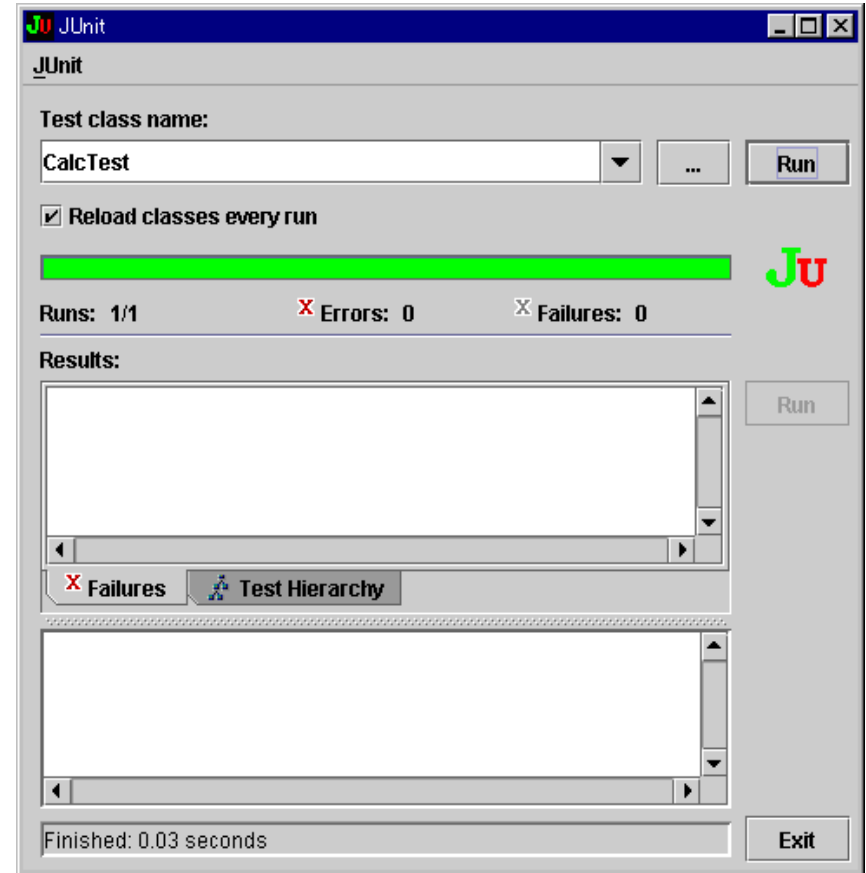 JU JUnit
JUnit
Test class name:
CalcTest ... Run
Reload classes every run
JU
Runs: 1/1 X Errors: 0 X Failures: 0
Results:
Run
X Failures Test Hierarchy
Finished: 0.03 seconds Exit